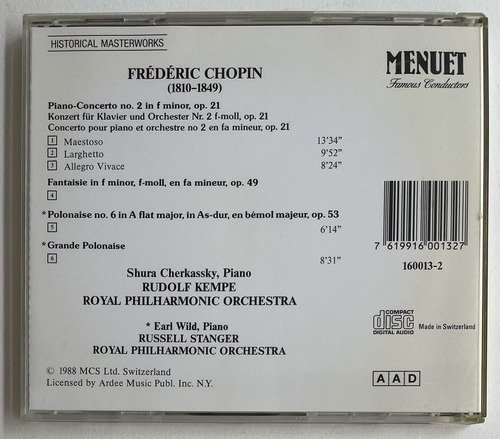 HISTORICAL MASTERWORKS
MENUET
Famous Conductors
FRÉDÉRIC CHOPIN
(1810–1849)
Piano-Concerto no. 2 in f minor, op. 21
Konzert für Klavier und Orchester Nr. 2 f-moll, op. 21
Concerto pour piano et orchestre no 2 en fa mineur, op. 21
1 Maestoso 13'34"
2 Larghetto 9'52"
3 Allegro Vivace 8'24"
Fantaisie in f minor, f-moll, en fa mineur, op. 49
4
*Polonaise no. 6 in A flat major, in As-dur, en bémol majeur, op. 53
5 6'14"
* Grande Polonaise
6 8'31"
Shura Cherkassky, Piano
RUDOLF KEMPE
ROYAL PHILHARMONIC ORCHESTRA
* Earl Wild, Piano
RUSSELL STANGER
ROYAL PHILHARMONIC ORCHESTRA
© 1988 MCS Ltd. Switzerland
Licensed by Ardee Music Publ. Inc. N.Y.
7 619916 001327
160013-2
COMPACT
disc
DIGITAL AUDIO
Made in Switzerland
A A D